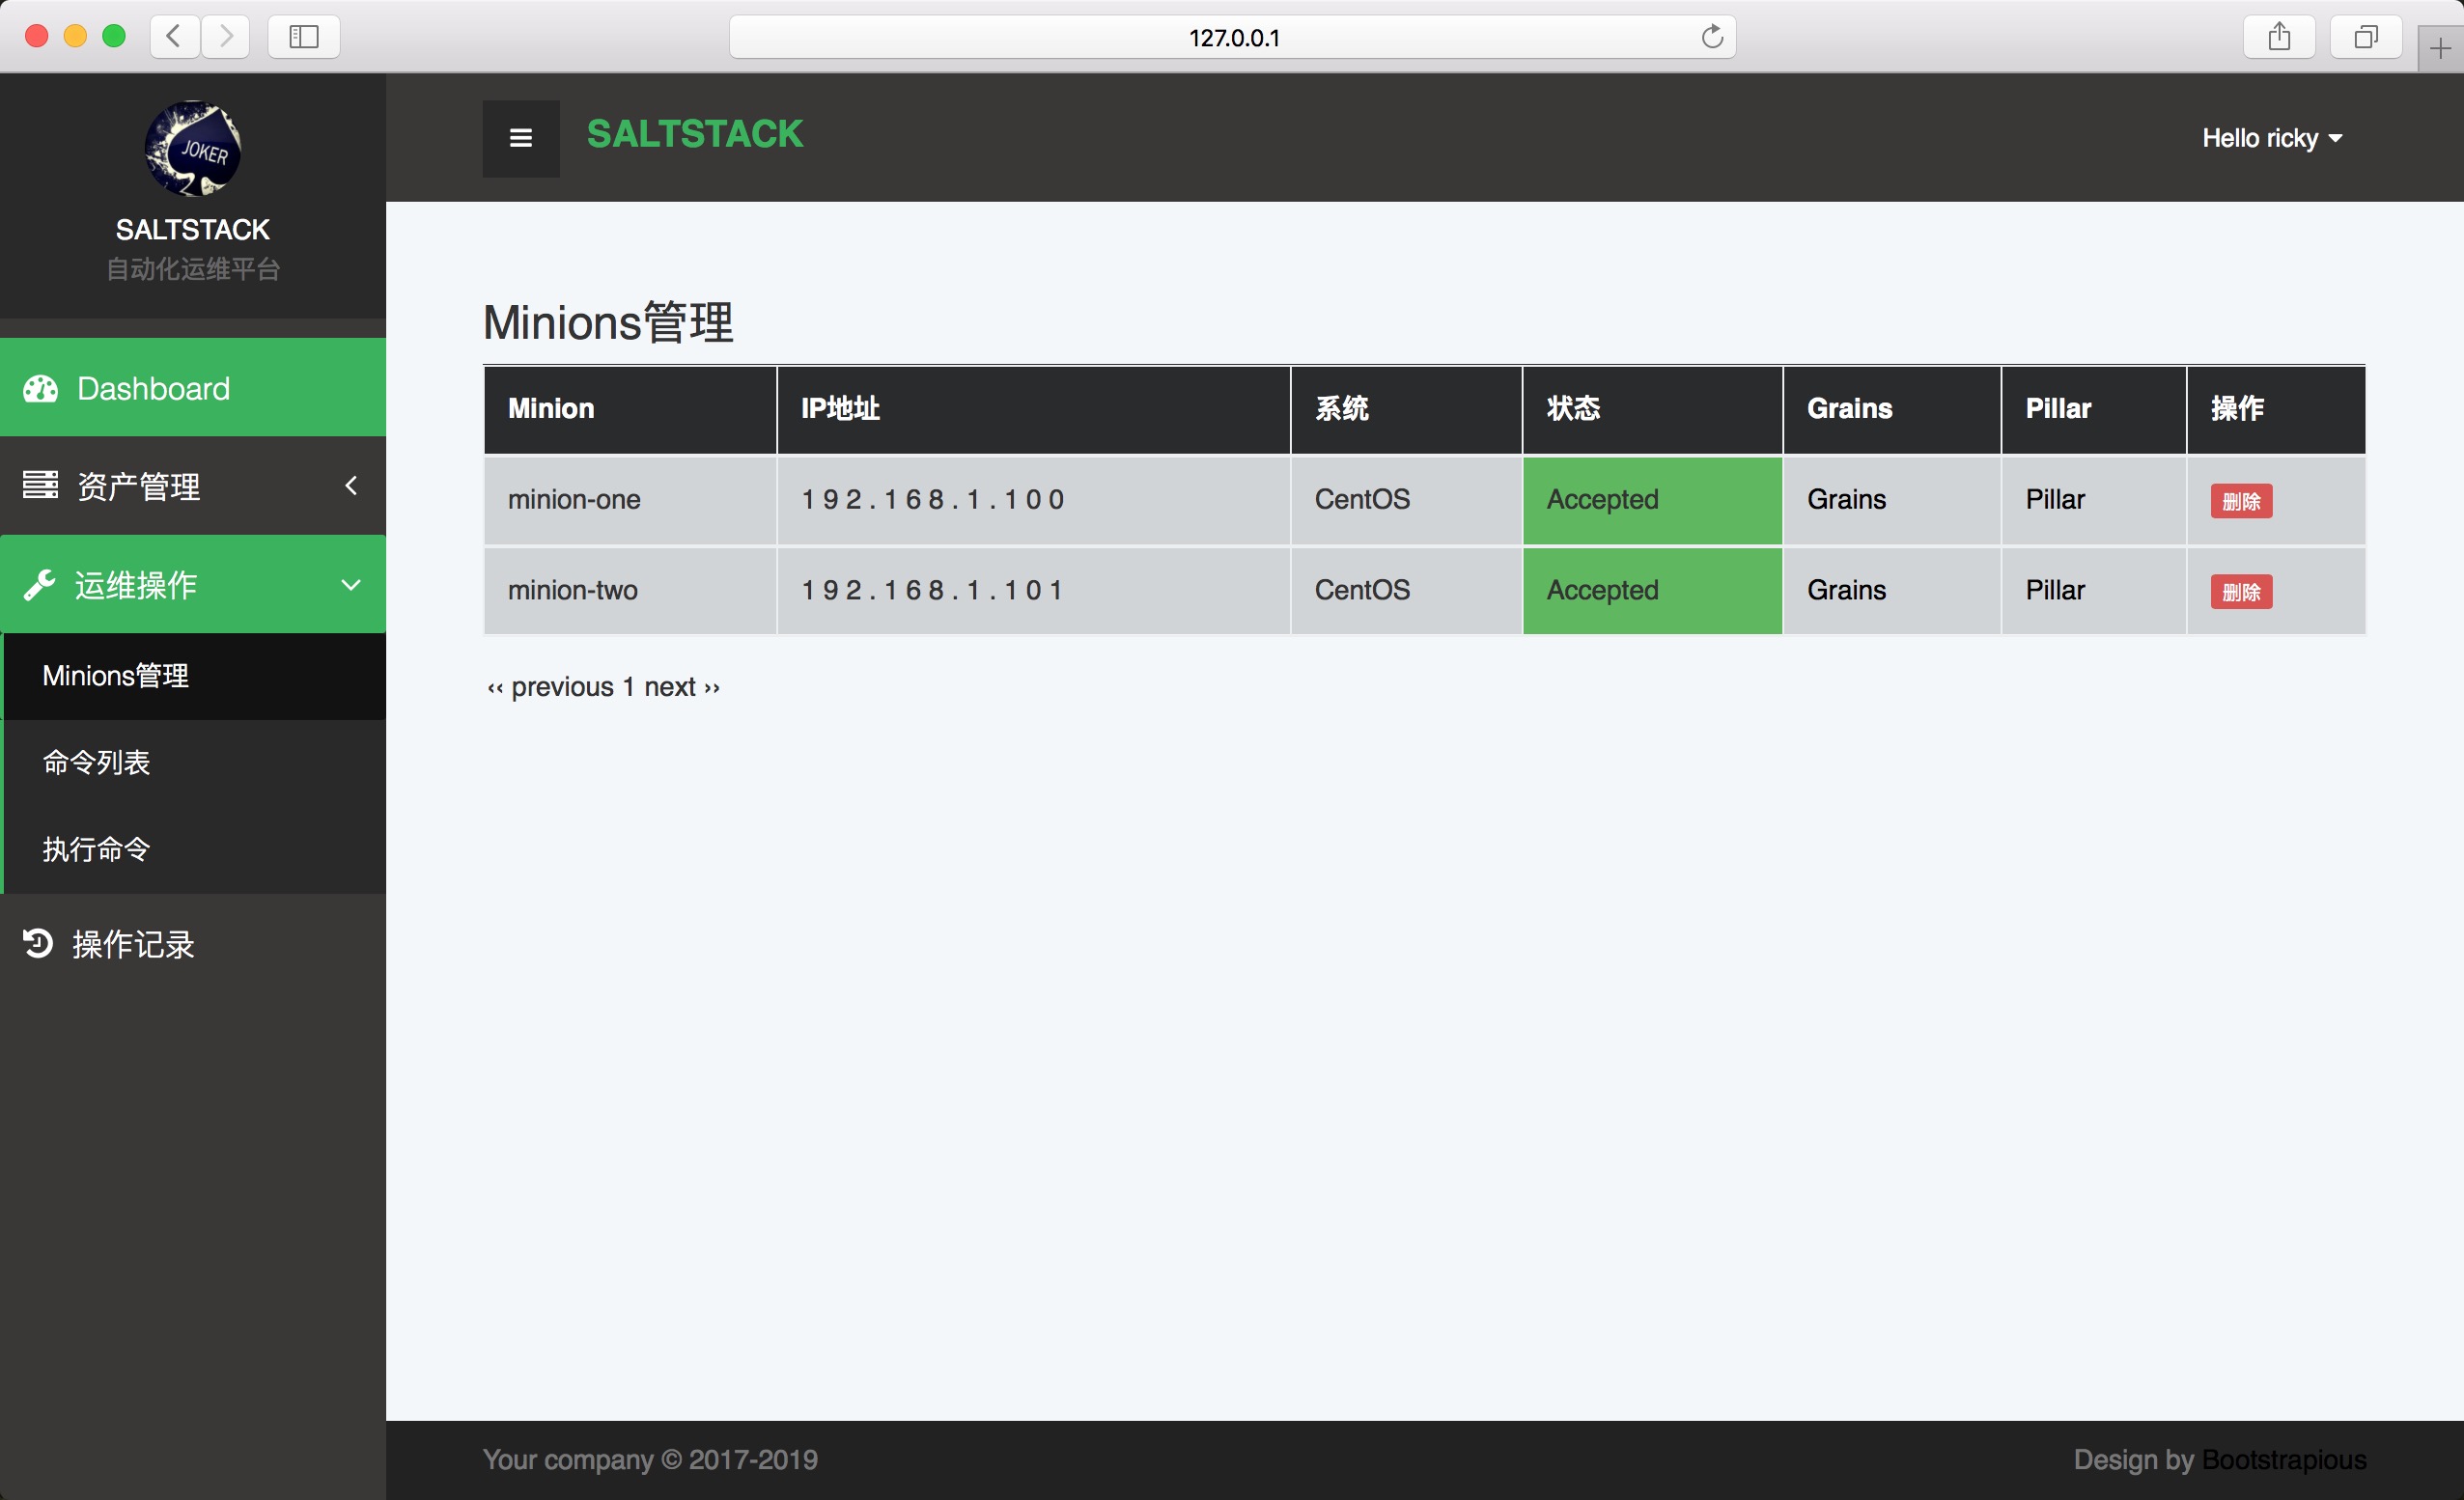 127.0.0.1
JOKER
SALTSTACK
自动化运维平台
Dashboard
资产管理
运维操作
Minions管理
命令列表
执行命令
操作记录
SALTSTACK
Hello ricky
Minions管理
Minion IP地址 系统 状态 Grains Pillar 操作
minion-one 192.168.1.100 CentOS Accepted Grains Pillar 删除
minion-two 192.168.1.101 CentOS Accepted Grains Pillar 删除
‹‹ previous 1 next ››
Your company © 2017-2019
Design by Bootstrapious